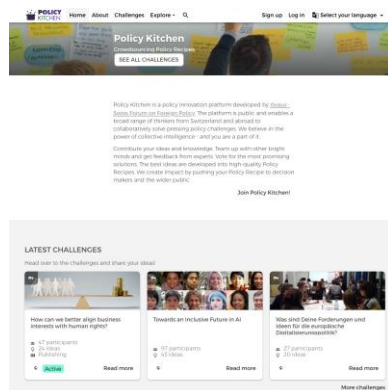 POLICY
KITCHEN
Home About Challenges Explore Sign up Log in Select your language
Policy Kitchen
Crowdsourcing Policy Recipes
SEE ALL CHALLENGES
Policy Kitchen is a policy innovation platform developed by foraus -
Swiss Forum on Foreign Policy. The platform is public and enables a
broad range of thinkers from Switzerland and abroad to
collaboratively solve pressing policy challenges. We believe in the
power of collective intelligence - and you are a part of it.
Contribute your ideas and knowledge. Team up with other bright
minds and get feedback from experts. Vote for the most promising
solutions. The best ideas are developed into high-quality Policy
Recipes. We create impact by pushing your Policy Recipe to decision
makers and the wider public.
Join Policy Kitchen!
LATEST CHALLENGES
Head over to the challenges and share your ideas!
How can we better align business
interests with human rights?
47 participants
24 ideas
Publishing
Active Read more
Towards an Inclusive Future in AI
97 participants
43 ideas
Read more
Was sind Deine Forderungen und
Ideen für die europäische
Digitalisierungspolitik?
27 participants
20 ideas
Read more
More challenges